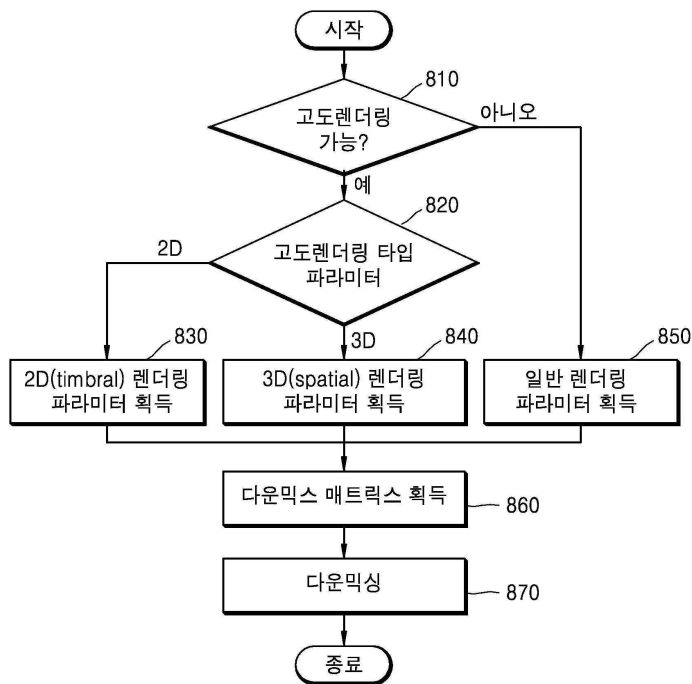 시작
810
고도렌더링
가능?
아니오
예
820
고도렌더링 타입
파라미터
2D
3D
830
2D(timbral) 렌더링
파라미터 획득
840
3D(spatial) 렌더링
파라미터 획득
850
일반 렌더링
파라미터 획득
다운믹스 매트릭스 획득
860
다운믹싱
870
종료